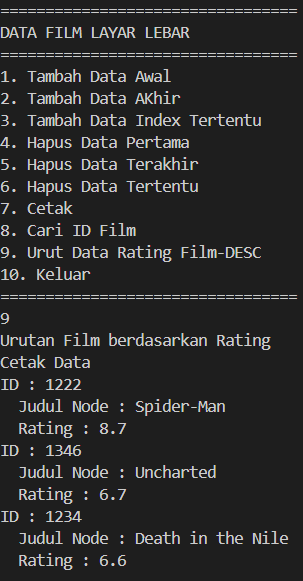 =================================
DATA FILM LAYAR LEBAR
=================================
1. Tambah Data Awal
2. Tambah Data AKhir
3. Tambah Data Index Tertentu
4. Hapus Data Pertama
5. Hapus Data Terakhir
6. Hapus Data Tertentu
7. Cetak
8. Cari ID Film
9. Urut Data Rating Film-DESC
10. Keluar
=================================
9
Urutan Film berdasarkan Rating
Cetak Data
ID : 1222
  Judul Node : Spider-Man
  Rating : 8.7
ID : 1346
  Judul Node : Uncharted
  Rating : 6.7
ID : 1234
  Judul Node : Death in the Nile
  Rating : 6.6